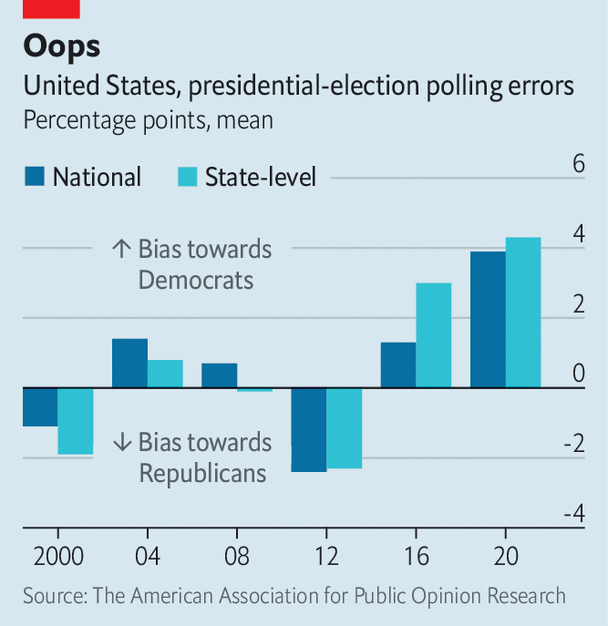 Oops
United States, presidential-election polling errors
Percentage points, mean
National State-level
6
↑ Bias towards
Democrats
4
2
0
↓ Bias towards
Republicans
-2
-4
2000 04 08 12 16 20
Source: The American Association for Public Opinion Research